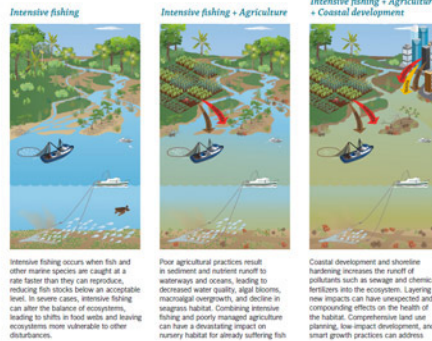 Intensive fishing
Intensive fishing + Agriculture
Intensive fishing + Agriculture
+ Coastal development
Intensive fishing occurs when fish and
other marine species are caught at a
rate faster than they can reproduce,
reducing fish stocks below an acceptable
level. In severe cases, intensive fishing
can alter the balance of ecosystems,
leading to shifts in food webs and leaving
ecosystems more vulnerable to other
disturbances.
Poor agricultural practices result
in sediment and nutrient runoff to
waterways and oceans, leading to
decreased water quality, algal blooms,
macroalgal overgrowth, and decline in
seagrass habitat. Combining intensive
fishing and poorly managed agriculture
can have a devastating impact on
nursery habitat for already suffering fish
Coastal development and shoreline
hardening increases the runoff of
pollutants such as sewage and chemic
fertilizers into the ecosystem. Layering
new impacts can have unexpected and
compounding effects on the health of
the habitat. Comprehensive land use
planning, low-impact development, and
smart growth practices can address